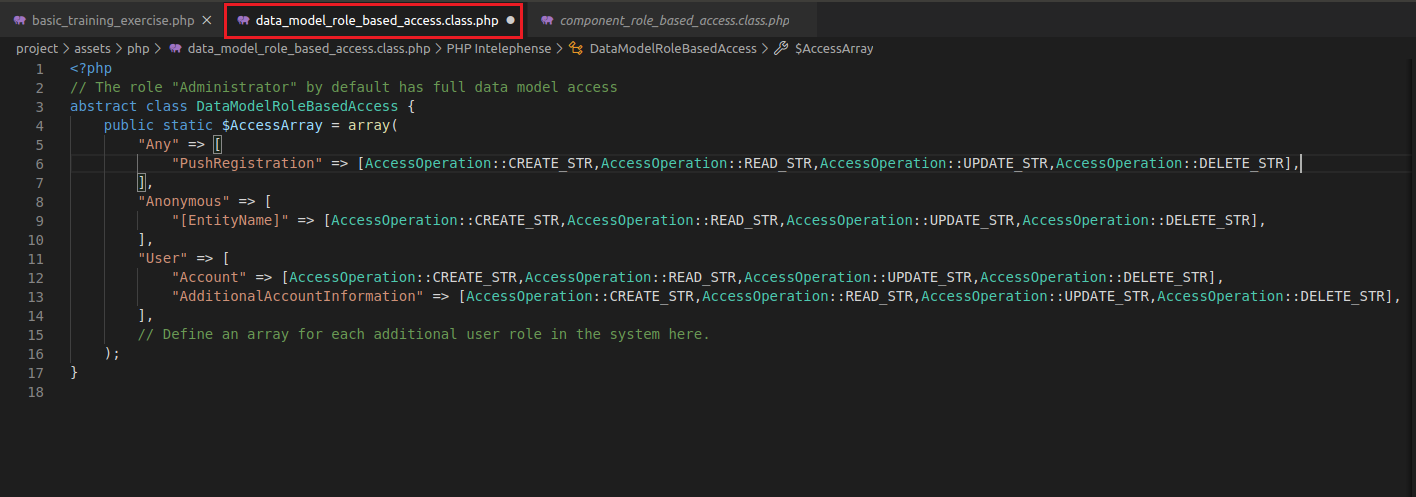 basic_training_exercise.php ×
data_model_role_based_access.class.php ●
component_role_based_access.class.php
project > assets > php > data_model_role_based_access.class.php > PHP Intelephense > DataModelRoleBasedAccess > $AccessArray
1 <?php
2 // The role "Administrator" by default has full data model access
3 abstract class DataModelRoleBasedAccess {
4     public static $AccessArray = array(
5         "Any" => [
6             "PushRegistration" => [AccessOperation::CREATE_STR,AccessOperation::READ_STR,AccessOperation::UPDATE_STR,AccessOperation::DELETE_STR],
7         ],
8         "Anonymous" => [
9             "[EntityName]" => [AccessOperation::CREATE_STR,AccessOperation::READ_STR,AccessOperation::UPDATE_STR,AccessOperation::DELETE_STR],
10         ],
11         "User" => [
12             "Account" => [AccessOperation::CREATE_STR,AccessOperation::READ_STR,AccessOperation::UPDATE_STR,AccessOperation::DELETE_STR],
13             "AdditionalAccountInformation" => [AccessOperation::CREATE_STR,AccessOperation::READ_STR,AccessOperation::UPDATE_STR,AccessOperation::DELETE_STR],
14         ],
15         // Define an array for each additional user role in the system here.
16     );
17 }
18